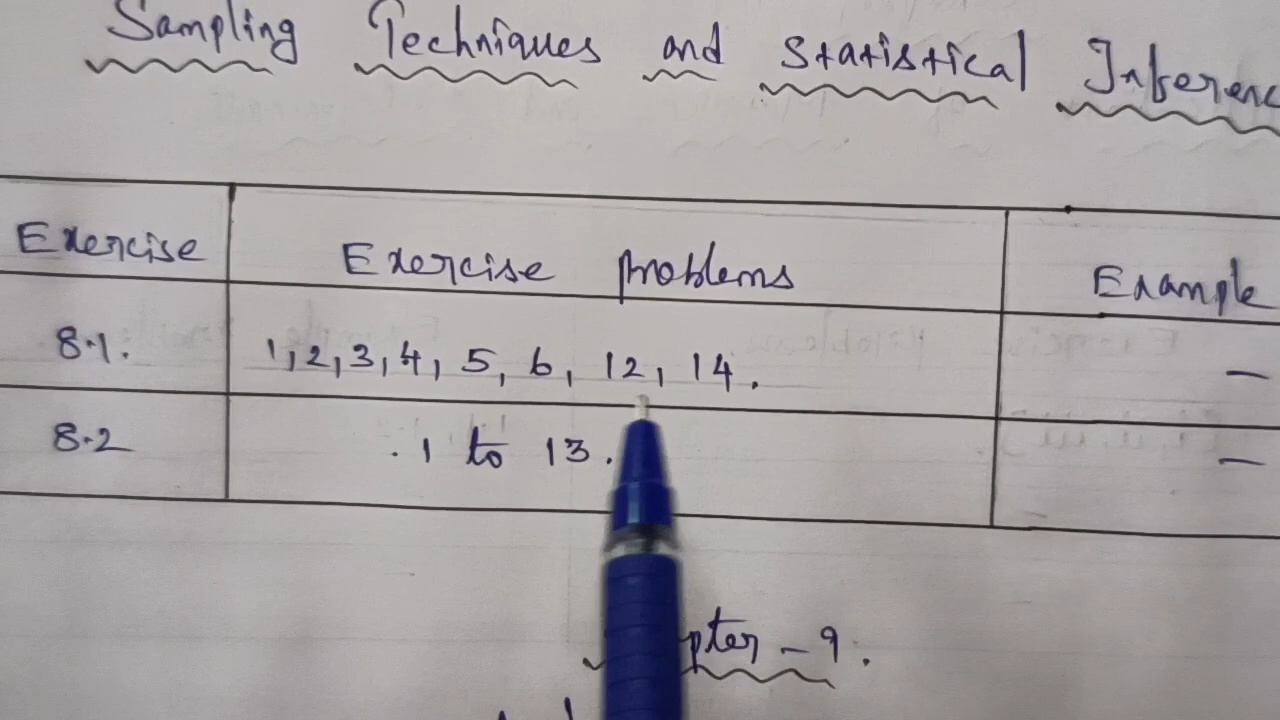 Sampling Techniques and Statistical
Exercise Exercise problems Example
8.1. 1, 2, 3, 4, 5, 6, 12, 14. —
8.2 . 1 to 13. —
- 9.